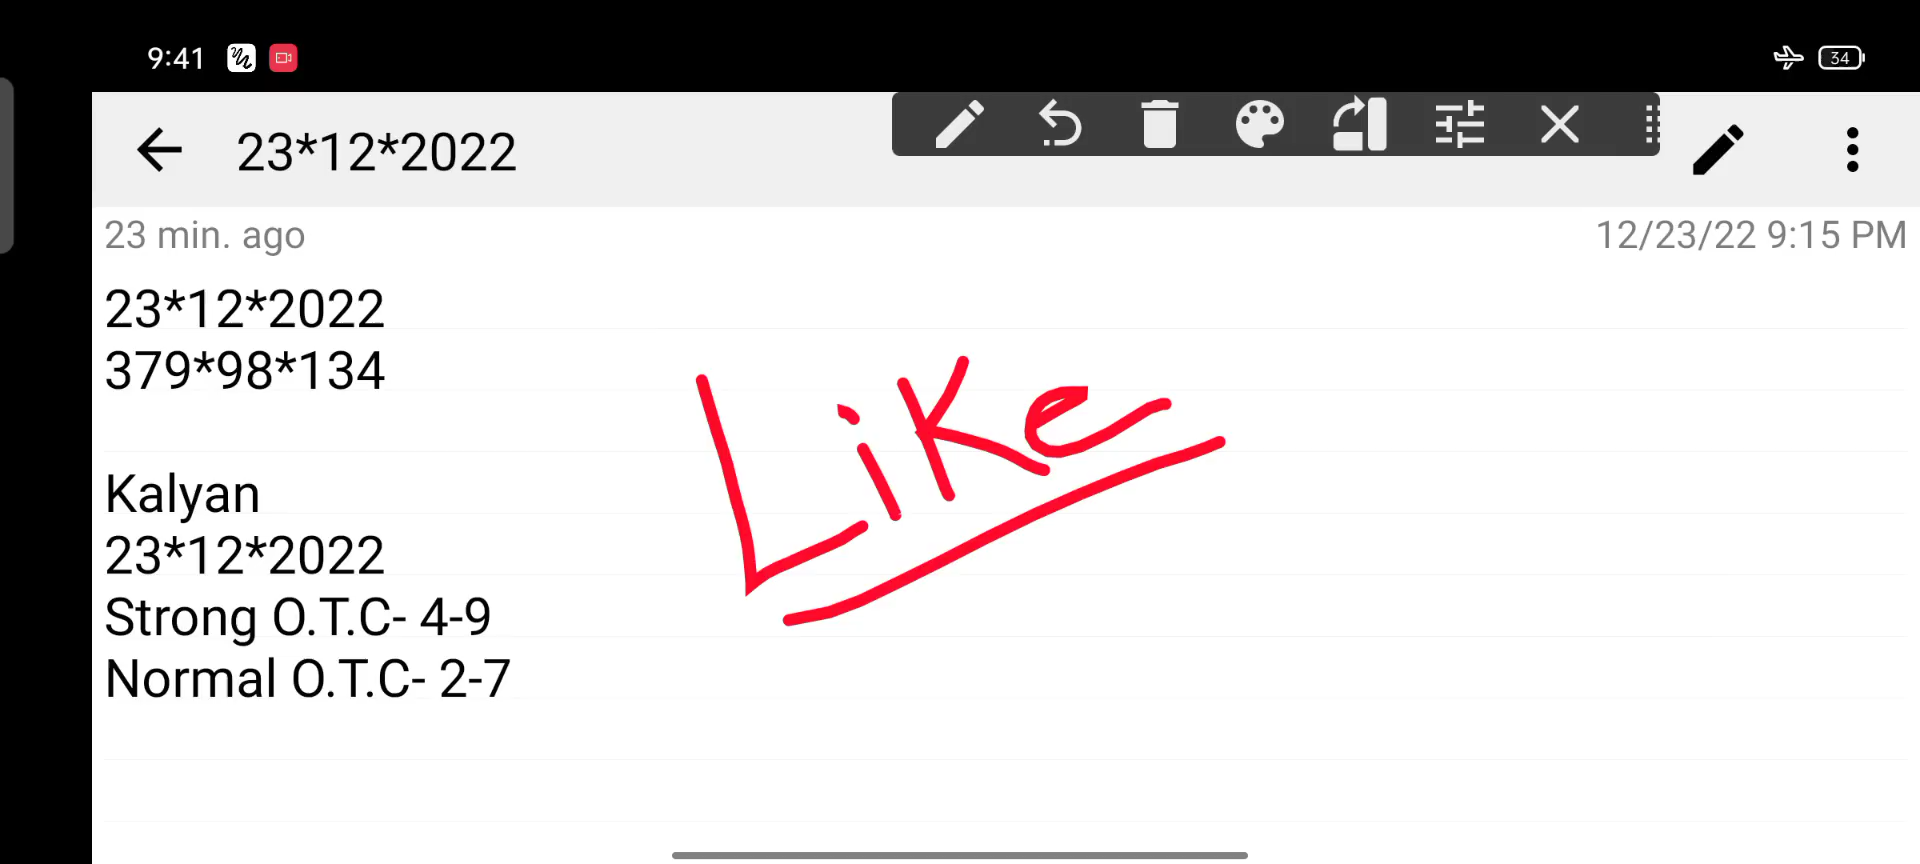 9:41
34
23*12*2022
23 min. ago
12/23/22 9:15 PM
23*12*2022
379*98*134
Kalyan
23*12*2022
Strong O.T.C- 4-9
Normal O.T.C- 2-7
Like